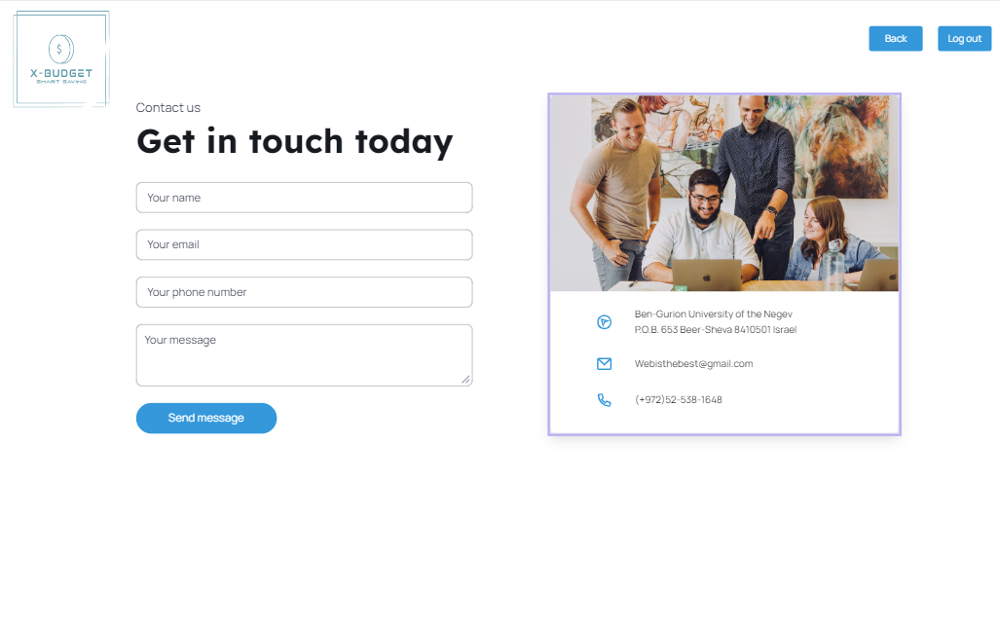 X-BUDGET
SMART SAVING
Back
Log out
Contact us
Get in touch today
Your name
Your email
Your phone number
Your message
Send message
Ben-Gurion University of the Negev
P.O.B. 653 Beer-Sheva 8410501 Israel
Webisthebest@gmail.com
(+972)52-538-1648